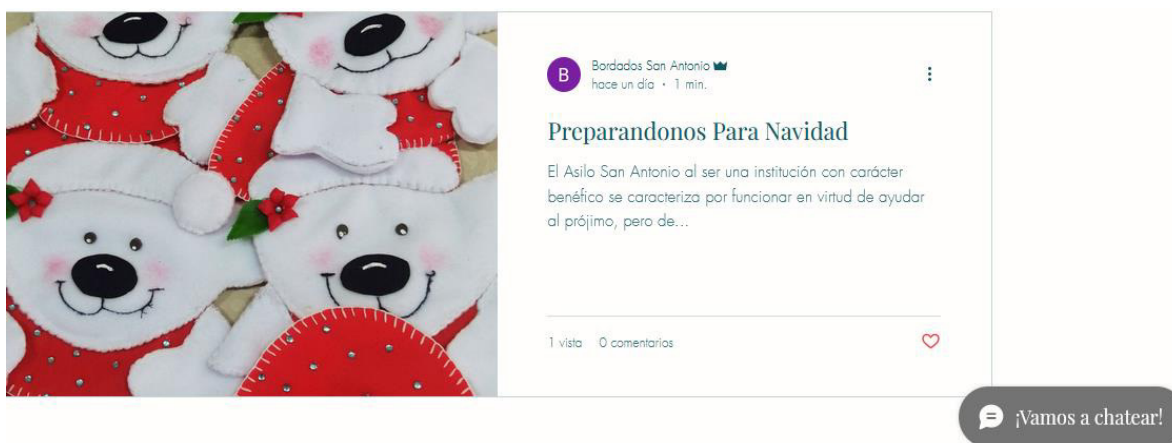 B
Bordados San Antonio
hace un día · 1 min.
Preparandonos Para Navidad
El Asilo San Antonio al ser una institución con carácter
benéfico se caracteriza por funcionar en virtud de ayudar
al prójimo, pero de...
1 vista 0 comentarios
¡Vamos a chatear!